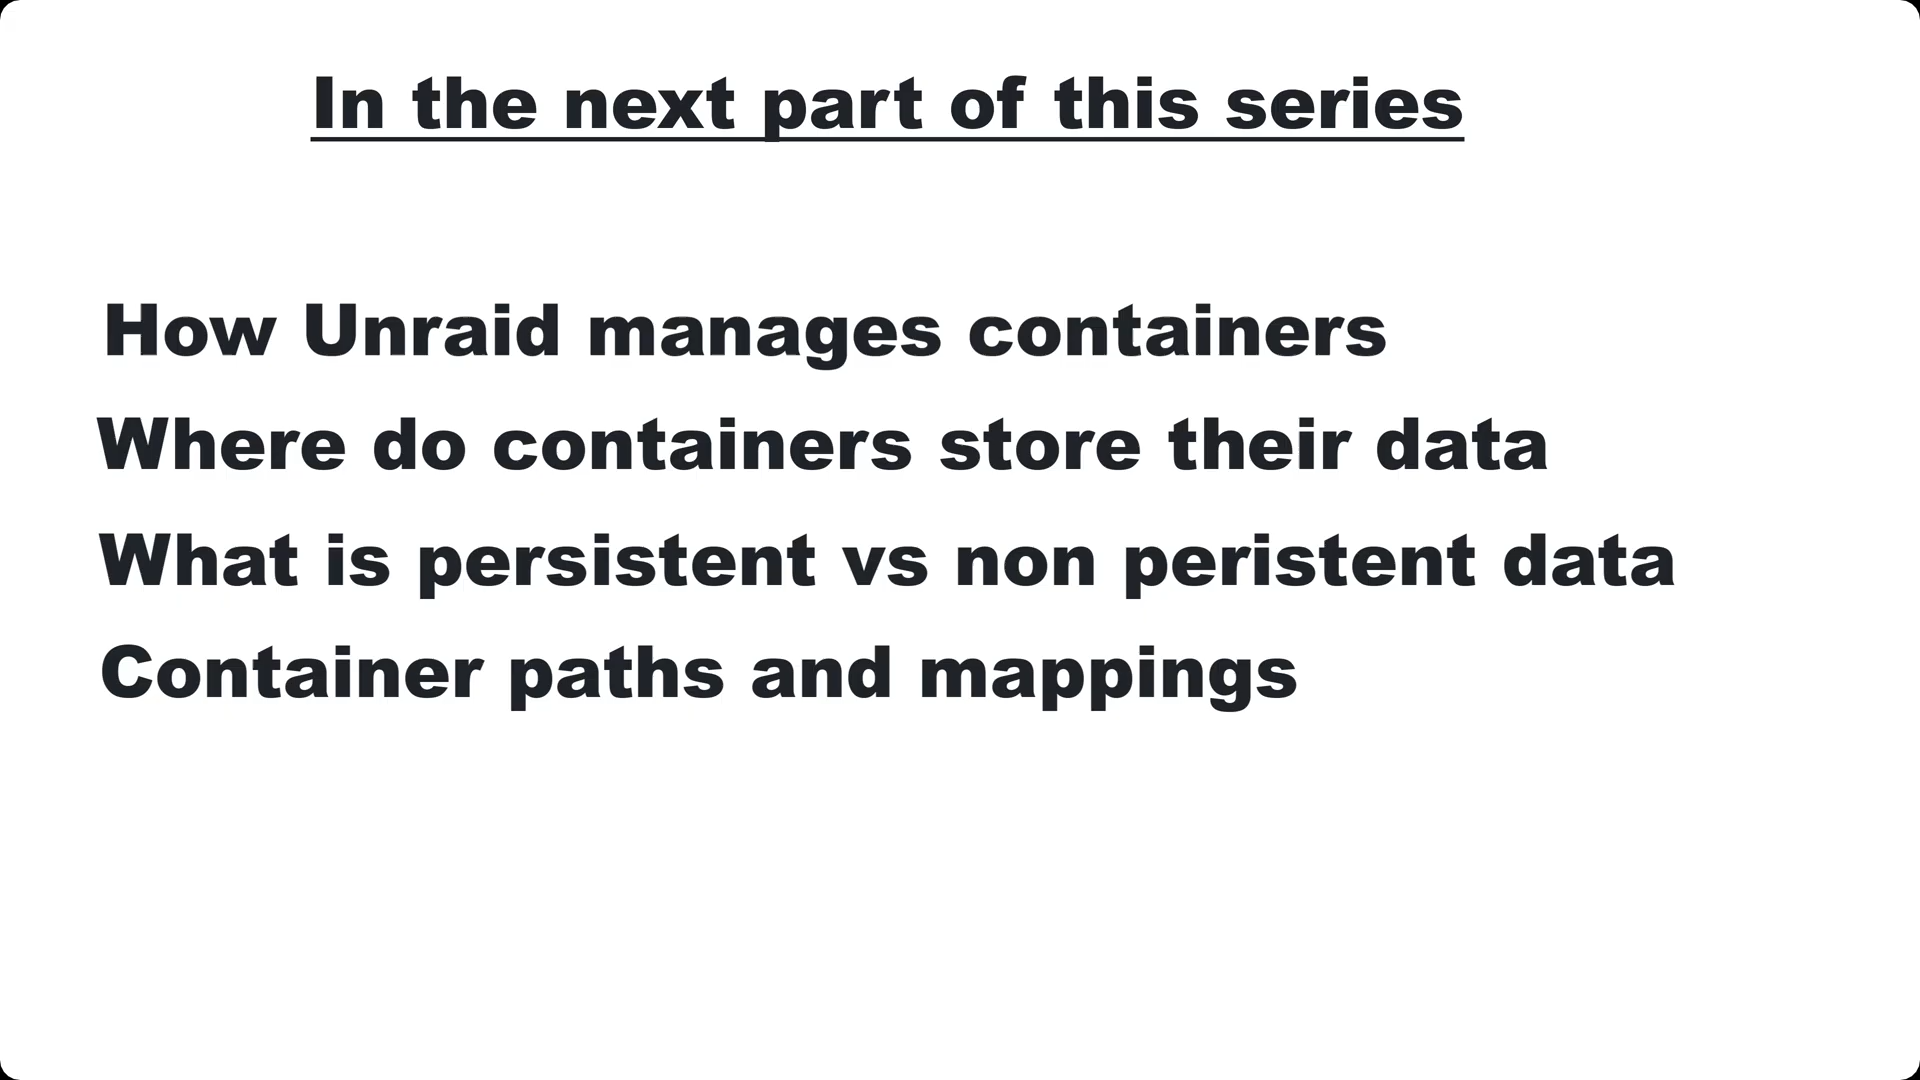 In the next part of this series
How Unraid manages containers
Where do containers store their data
What is persistent vs non peristent data
Container paths and mappings